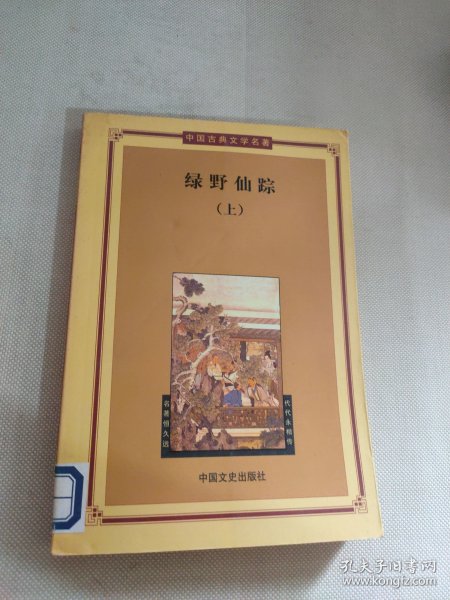 中国古典文学名著
绿野仙踪
（上）
名著恒久远
代代永相传
中国文史出版社
孔夫子旧书网
www.kongfz.com